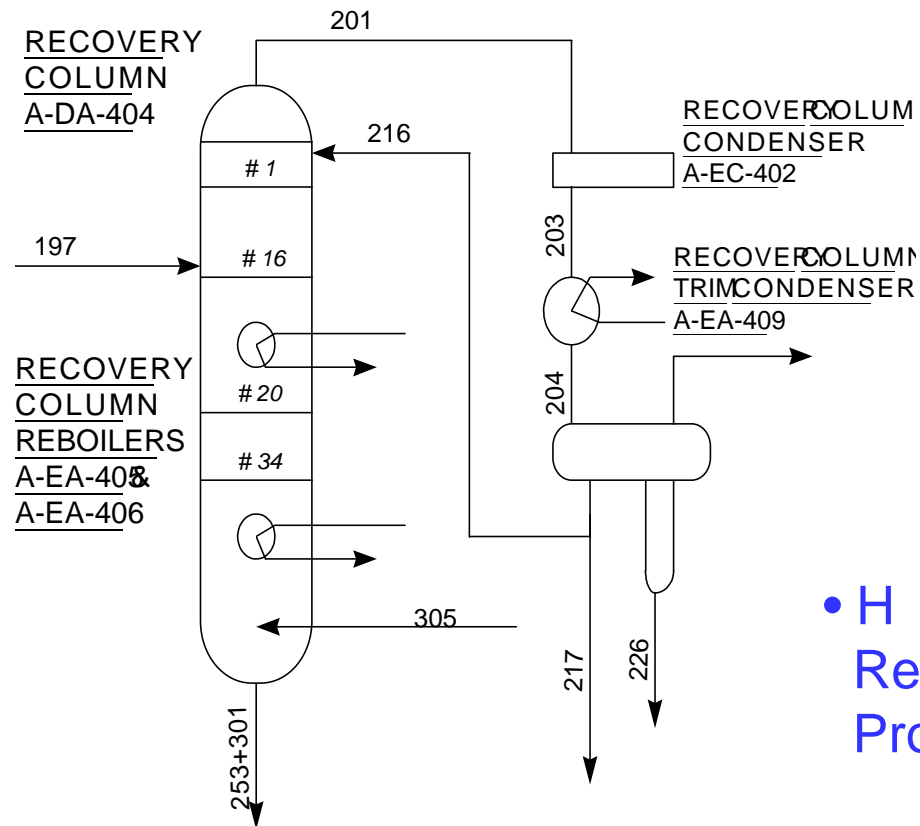 201
RECOVERY
COLUMN
A-DA-404
216
# 1
RECOVERY COLUM
CONDENSER
A-EC-402
197
# 16
203
RECOVERY COLUMN
TRIM CONDENSER
A-EA-409
RECOVERY
COLUMN
REBOILERS
A-EA-405 &
A-EA-406
# 20
204
# 34
305
217
226
253+301
• H
Re
Pro